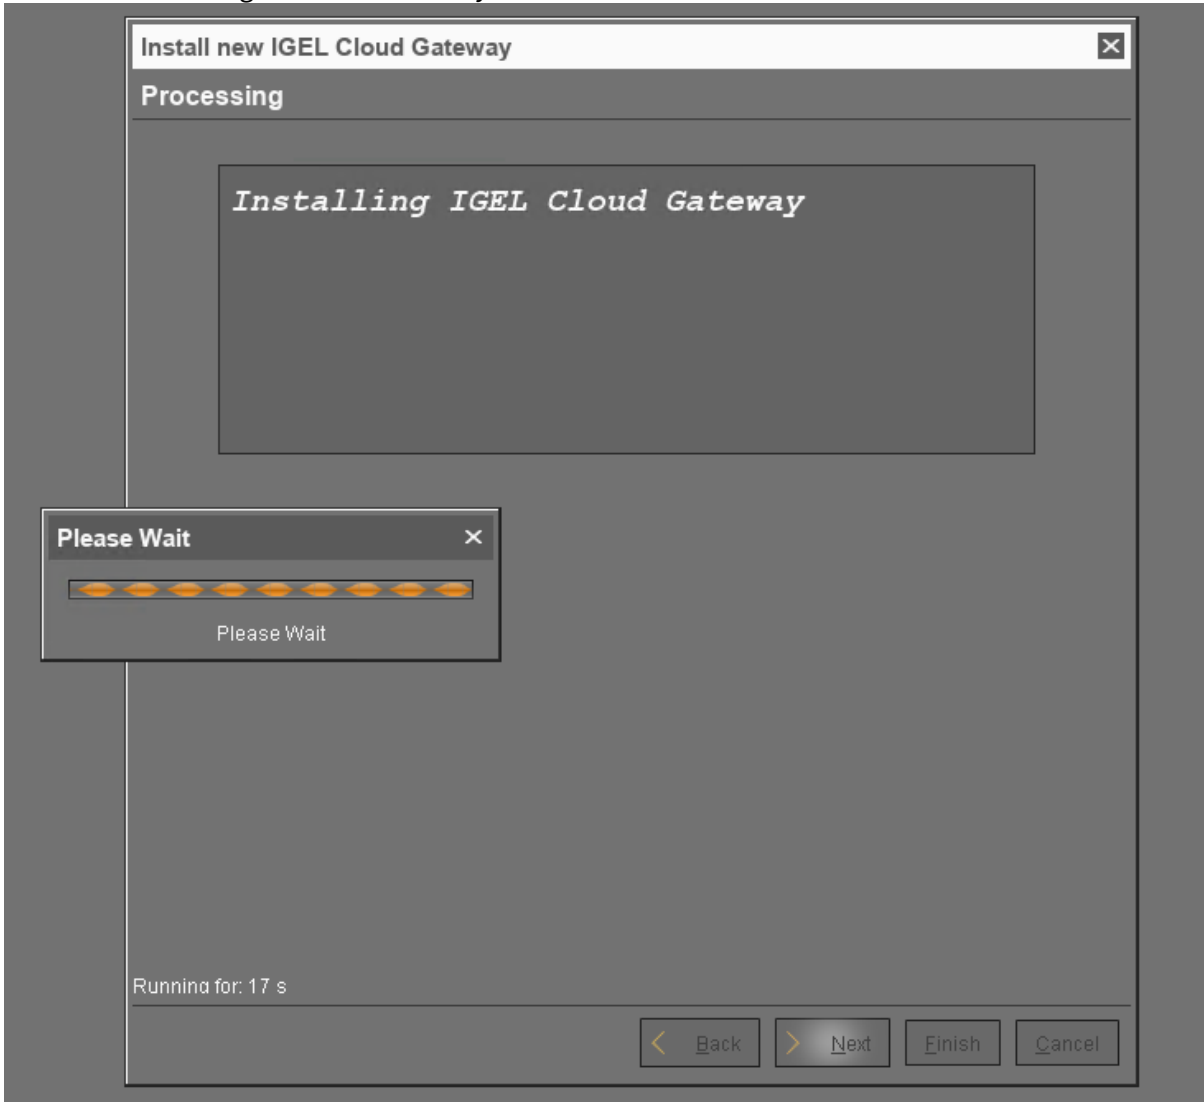 Install new IGEL Cloud Gateway
Processing
Installing IGEL Cloud Gateway
Please Wait
Please Wait
Running for: 17 s
Back
Next
Finish
Cancel